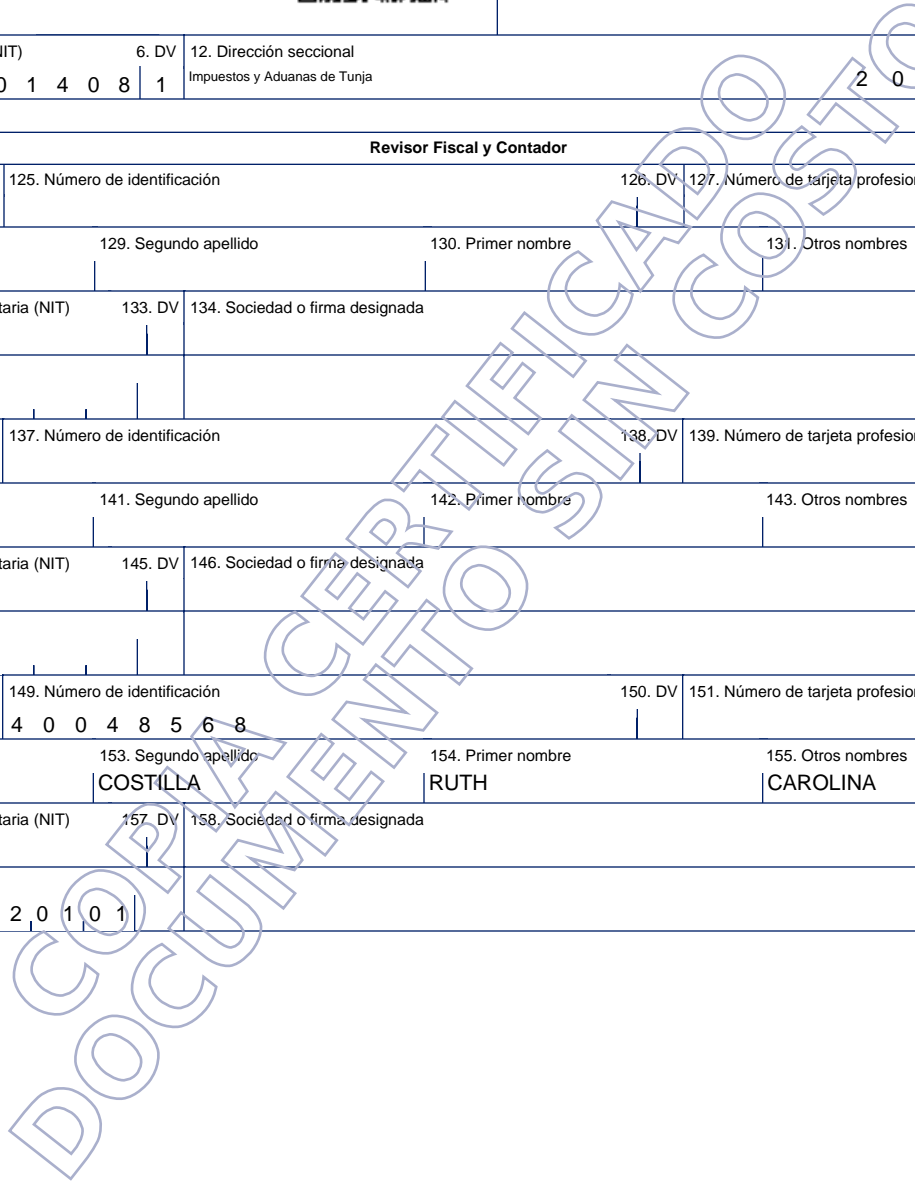 NIT) 6. DV 12. Dirección seccional
0 1 4 0 8 1 Impuestos y Aduanas de Tunja 2 0
Revisor Fiscal y Contador
125. Número de identificación 126. DV 127. Número de tarjeta profesion
129. Segundo apellido 130. Primer nombre 131. Otros nombres
taria (NIT) 133. DV 134. Sociedad o firma designada
137. Número de identificación 138. DV 139. Número de tarjeta profesion
141. Segundo apellido 142. Primer nombre 143. Otros nombres
taria (NIT) 145. DV 146. Sociedad o firma designada
149. Número de identificación 150. DV 151. Número de tarjeta profesion
4 0 0 4 8 5 6 8
153. Segundo apellido 154. Primer nombre 155. Otros nombres
COSTILLA RUTH CAROLINA
taria (NIT) 157. DV 158. Sociedad o firma designada
2 0 1 0 1
COPIA CERTIFICADO
DOCUMENTO SIN COSTO